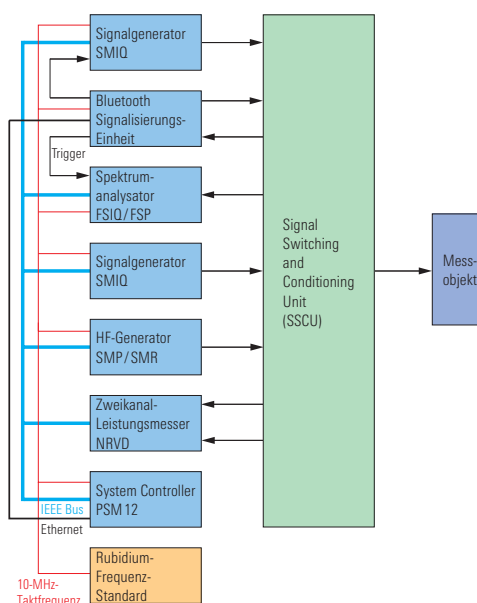 Signalgenerator
SMIQ
Bluetooth
Signalisierungs-
Einheit
Trigger
Spektrum-
analysator
FSIQ / FSP
Signalgenerator
SMIQ
HF-Generator
SMP / SMR
Zweikanal-
Leistungsmesser
NRVD
System Controller
PSM 12
IEEE Bus
Ethernet
Rubidium-
Frequenz-
Standard
10-MHz-
Taktfrequenz
Signal
Switching
and
Conditioning
Unit
(SSCU)
Mess-
objekt